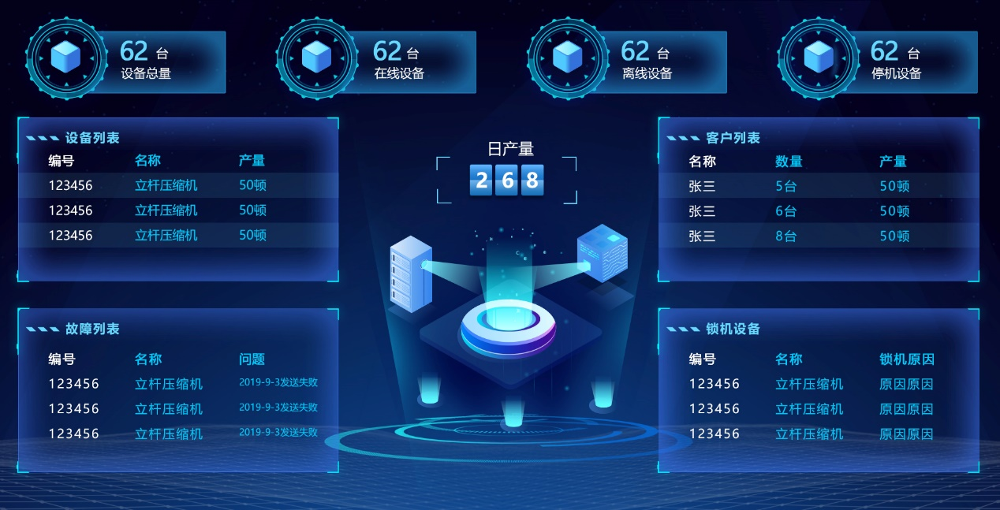 62 台
设备总量
62 台
在线设备
62 台
离线设备
62 台
停机设备
设备列表
编号 名称 产量
123456 立杆压缩机 50顿
123456 立杆压缩机 50顿
123456 立杆压缩机 50顿
日产量
268
客户列表
名称 数量 产量
张三 5台 50顿
张三 6台 50顿
张三 8台 50顿
故障列表
编号 名称 问题
123456 立杆压缩机 2019-9-3发送失败
123456 立杆压缩机 2019-9-3发送失败
123456 立杆压缩机 2019-9-3发送失败
锁机设备
编号 名称 锁机原因
123456 立杆压缩机 原因原因
123456 立杆压缩机 原因原因
123456 立杆压缩机 原因原因